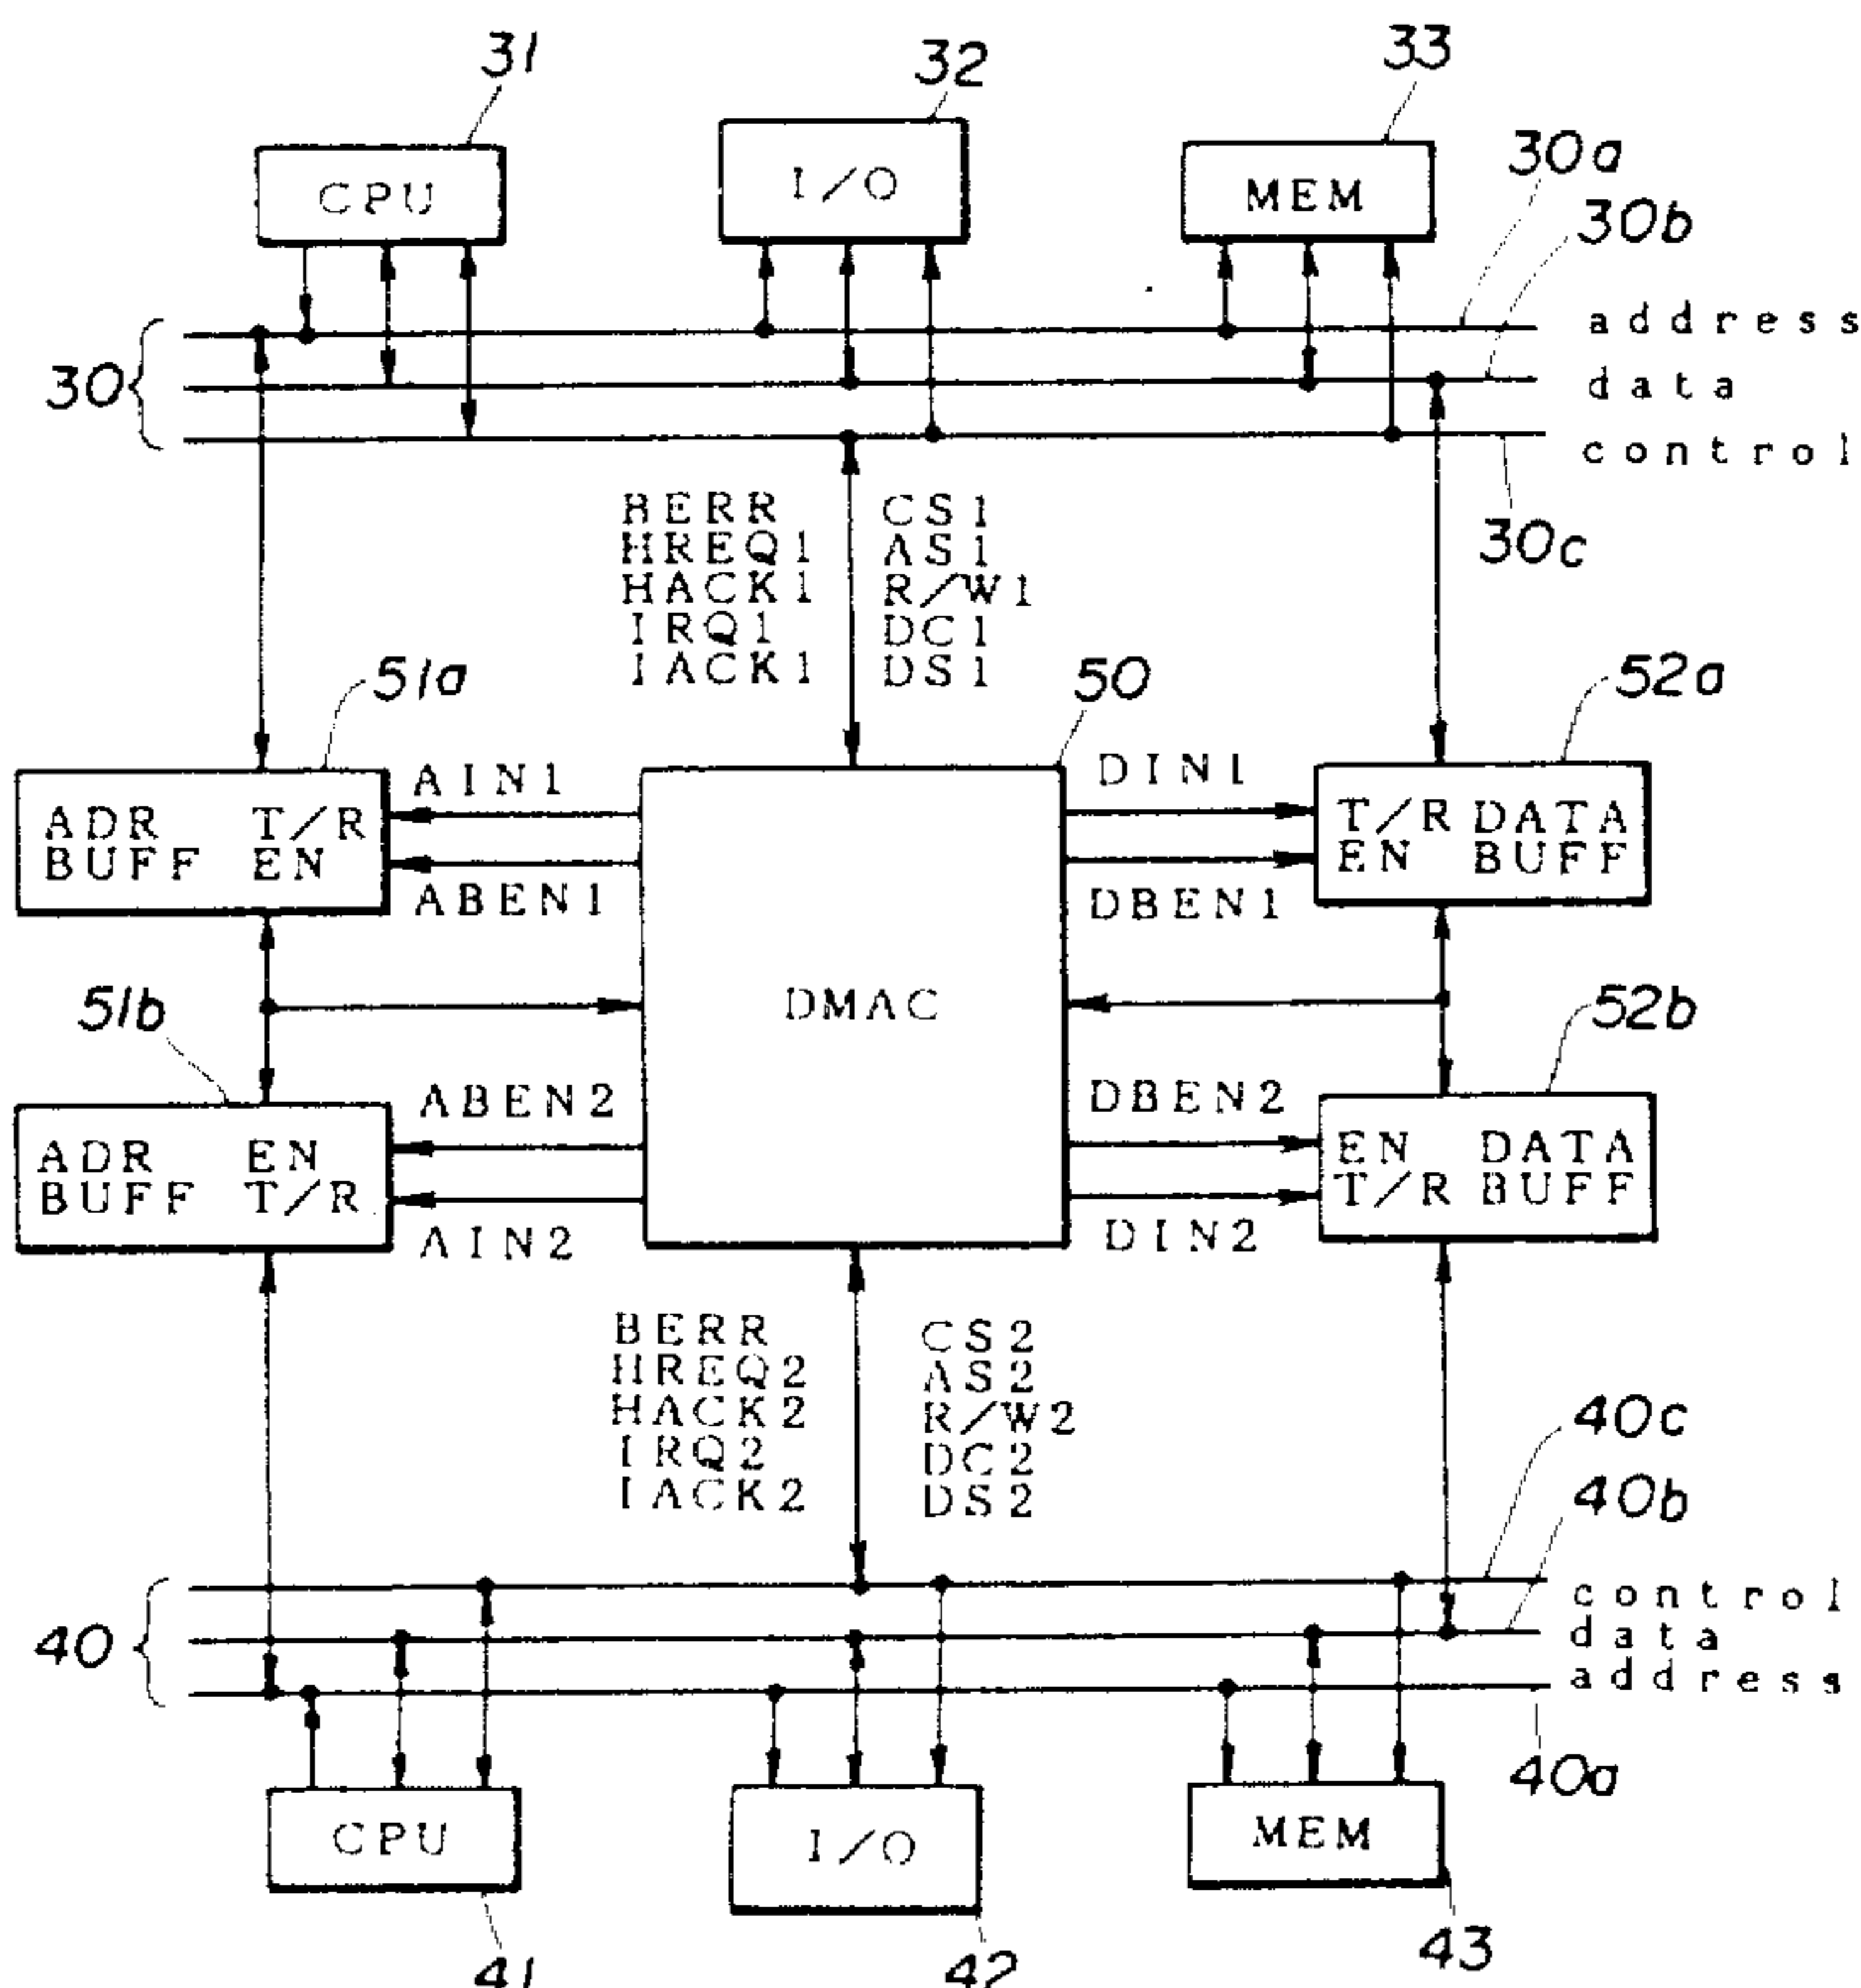 31
32
33
CPU
I/O
MEM
30a
30b
address
30
data
control
30c
BERR CS1
HREQ1 AS1
HACK1 R/W1
IRQ1 DC1
IACK1 DS1
51a
50
52a
AIN1
DIN1
ADR T/R
BUFF EN
T/R DATA
EN BUFF
ABEN1
DBEN1
DMAC
51b
52b
ABEN2
DBEN2
ADR EN
BUFF T/R
EN DATA
T/R BUFF
AIN2
DIN2
BERR CS2
HREQ2 AS2
HACK2 R/W2
IRQ2 DC2
IACK2 DS2
40c
40b
control
40
data
address
40a
CPU
I/O
MEM
41
42
43